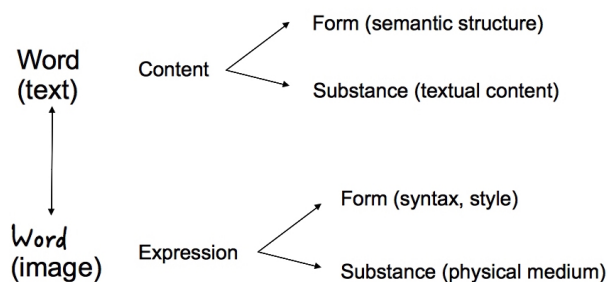 Form (semantic structure)
Word
(text)
Content
Substance (textual content)
Form (syntax, style)
Word
(image)
Expression
Substance (physical medium)